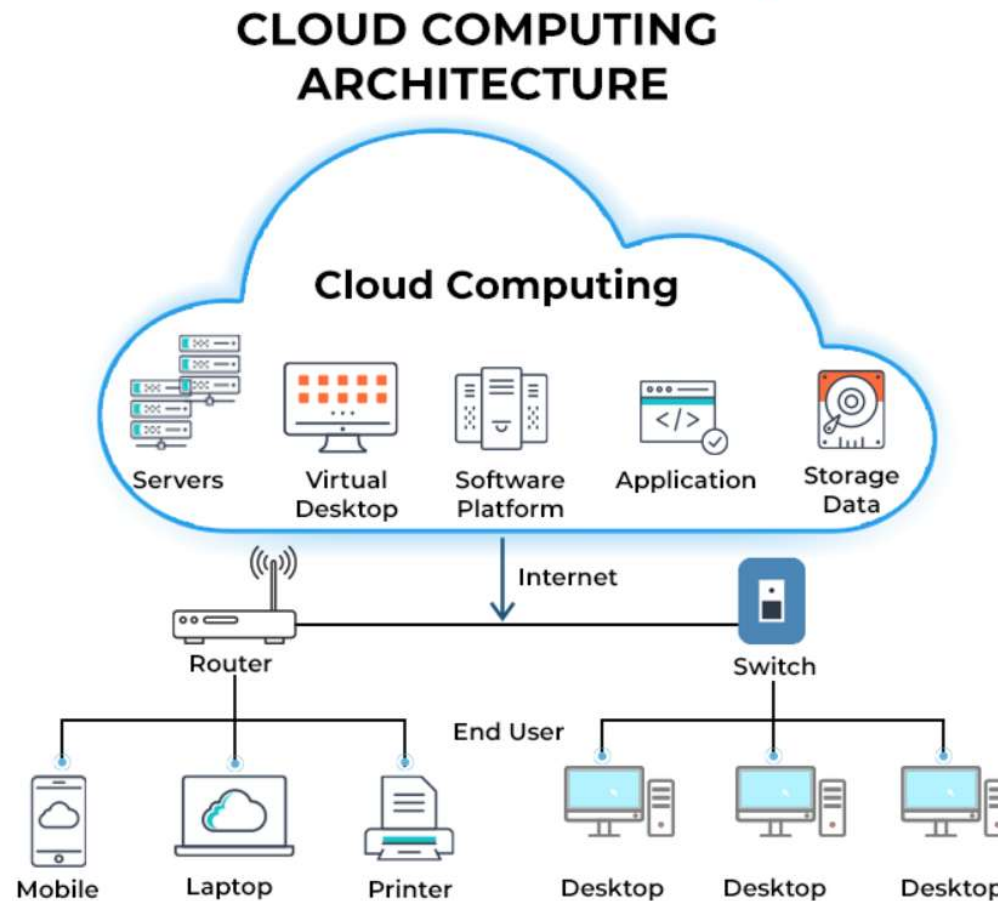 CLOUD COMPUTING
ARCHITECTURE
Cloud Computing
Servers
Virtual
Desktop
Software
Platform
Application
Storage
Data
Internet
Router
Switch
End User
Mobile
Laptop
Printer
Desktop
Desktop
Desktop